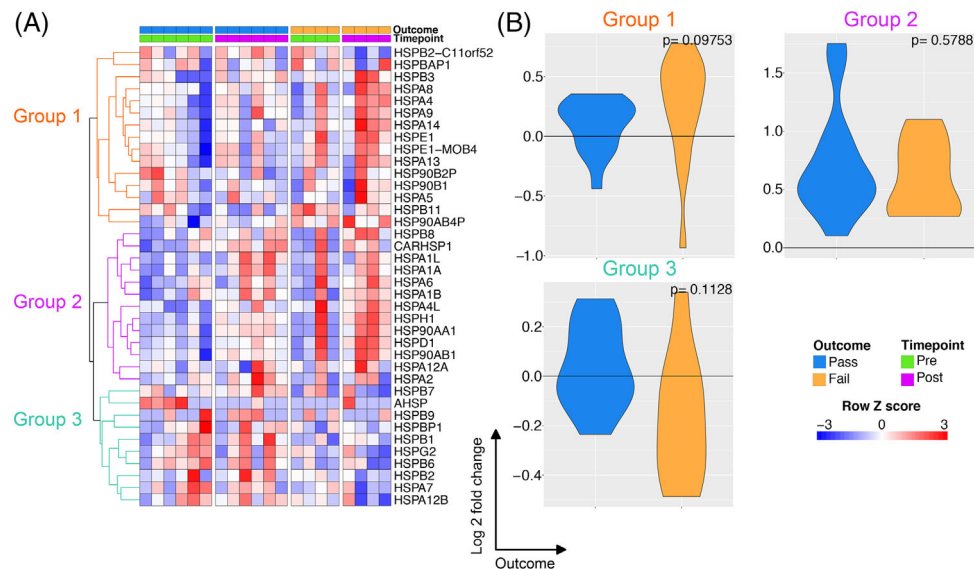 (A)
Outcome
Timepoint
HSPB2-C11orf52
HSPBAP1
HSPB3
HSPA8
HSPA4
HSPA9
HSPA14
HSPE1
HSPE1-MOB4
HSPA13
HSP90B2P
HSP90B1
HSPA5
HSPB11
HSP90AB4P
HSPB8
CARHSP1
HSPA1L
HSPA1A
HSPA6
HSPA1B
HSPA4L
HSPH1
HSP90AA1
HSPD1
HSP90AB1
HSPA12A
HSPA2
HSPB7
AHSP
HSPB9
HSPBP1
HSPB1
HSPG2
HSPB6
HSPB2
HSPA7
HSPA12B
Group 1
Group 2
Group 3
(B)
Group 1
p= 0.09753
0.5
0.0
−0.5
−1.0
Group 2
p= 0.5788
1.5
1.0
0.5
0.0
Group 3
p= 0.1128
0.2
0.0
−0.2
−0.4
Log 2 fold change
Outcome
Outcome
Pass
Fail
Timepoint
Pre
Post
Row Z score
−3 0 3